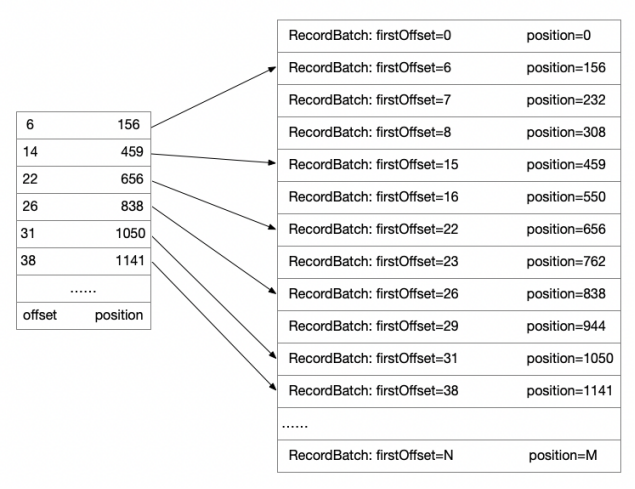 6 156
14 459
22 656
26 838
31 1050
38 1141
......
offset position
RecordBatch: firstOffset=0 position=0
RecordBatch: firstOffset=6 position=156
RecordBatch: firstOffset=7 position=232
RecordBatch: firstOffset=8 position=308
RecordBatch: firstOffset=15 position=459
RecordBatch: firstOffset=16 position=550
RecordBatch: firstOffset=22 position=656
RecordBatch: firstOffset=23 position=762
RecordBatch: firstOffset=26 position=838
RecordBatch: firstOffset=29 position=944
RecordBatch: firstOffset=31 position=1050
RecordBatch: firstOffset=38 position=1141
......
RecordBatch: firstOffset=N position=M